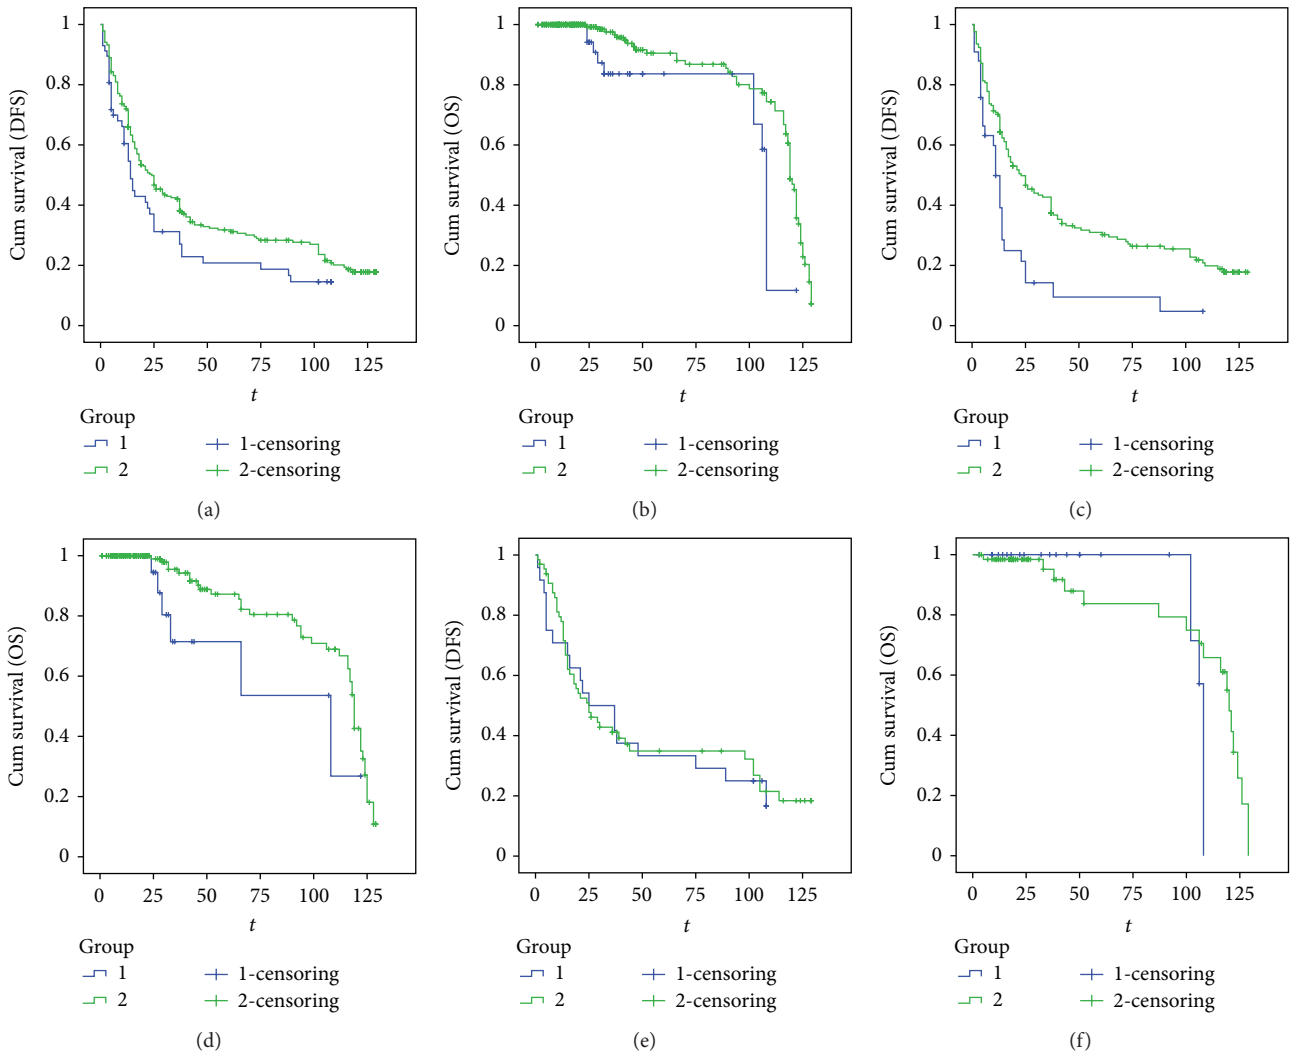 Cum survival (DFS)
1
0.8
0.6
0.4
0.2
0
0 25 50 75 100 125
t
Group
1 1-censoring
2 2-censoring
(a)
Cum survival (OS)
1
0.8
0.6
0.4
0.2
0
0 25 50 75 100 125
t
Group
1 1-censoring
2 2-censoring
(b)
Cum survival (DFS)
1
0.8
0.6
0.4
0.2
0
0 25 50 75 100 125
t
Group
1 1-censoring
2 2-censoring
(c)
Cum survival (OS)
1
0.8
0.6
0.4
0.2
0
0 25 50 75 100 125
t
Group
1 1-censoring
2 2-censoring
(d)
Cum survival (DFS)
1
0.8
0.6
0.4
0.2
0
0 25 50 75 100 125
t
Group
1 1-censoring
2 2-censoring
(e)
Cum survival (OS)
1
0.8
0.6
0.4
0.2
0
0 25 50 75 100 125
t
Group
1 1-censoring
2 2-censoring
(f)